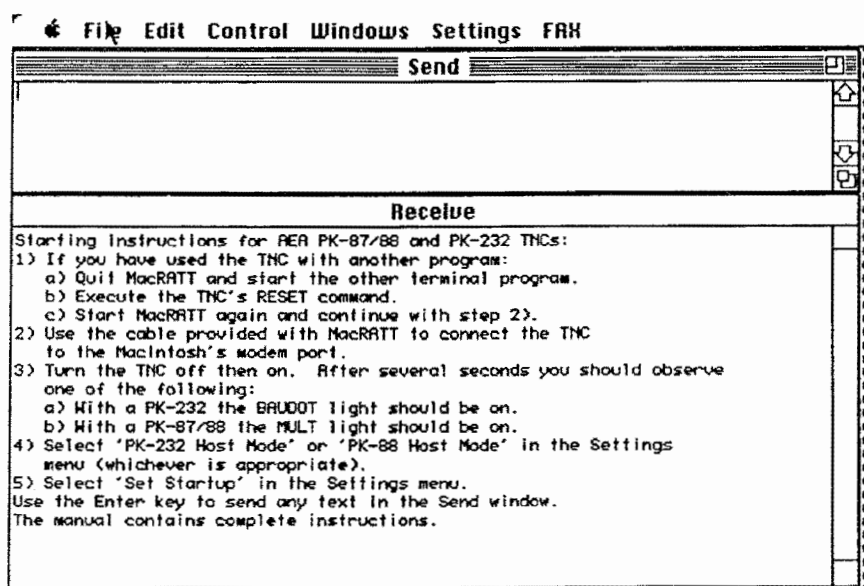 File Edit Control Windows Settings FAX
Send
Receive
Starting Instructions for AEA PK-87/88 and PK-232 TNCs:
1) If you have used the TNC with another program:
a) Quit MacRATT and start the other terminal program.
b) Execute the TNC's RESET command.
c) Start MacRATT again and continue with step 2).
2) Use the cable provided with MacRATT to connect the TNC
to the Macintosh's modem port.
3) Turn the TNC off then on. After several seconds you should observe
one of the following:
a) With a PK-232 the BAUDOT light should be on.
b) With a PK-87/88 the MULT light should be on.
4) Select 'PK-232 Host Mode' or 'PK-88 Host Mode' in the Settings
menu (whichever is appropriate).
5) Select 'Set Startup' in the Settings menu.
Use the Enter key to send any text in the Send window.
The manual contains complete instructions.